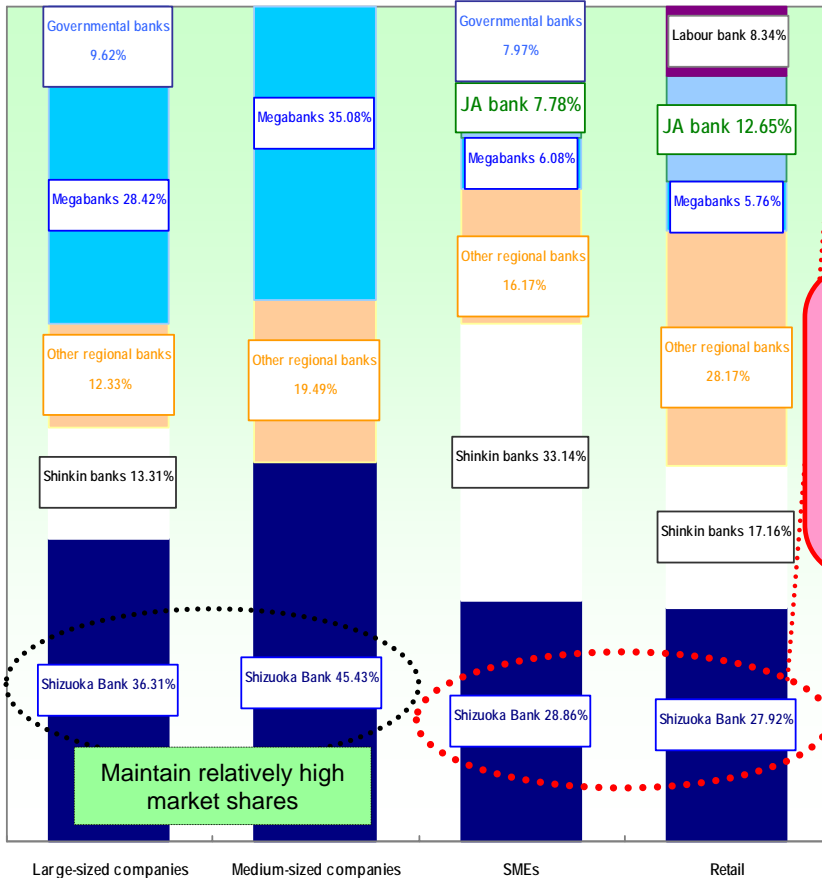 Governmental banks
9.62%
Megabanks 28.42%
Other regional banks
12.33%
Shinkin banks 13.31%
Shizuoka Bank 36.31%
Megabanks 35.08%
Other regional banks
19.49%
Shizuoka Bank 45.43%
Governmental banks
7.97%
JA bank 7.78%
Megabanks 6.08%
Other regional banks
16.17%
Shinkin banks 33.14%
Shizuoka Bank 28.86%
Labour bank 8.34%
JA bank 12.65%
Megabanks 5.76%
Other regional banks
28.17%
Shinkin banks 17.16%
Shizuoka Bank 27.92%
Maintain relatively high
market shares
Large-sized companies
Medium-sized companies
SMEs
Retail